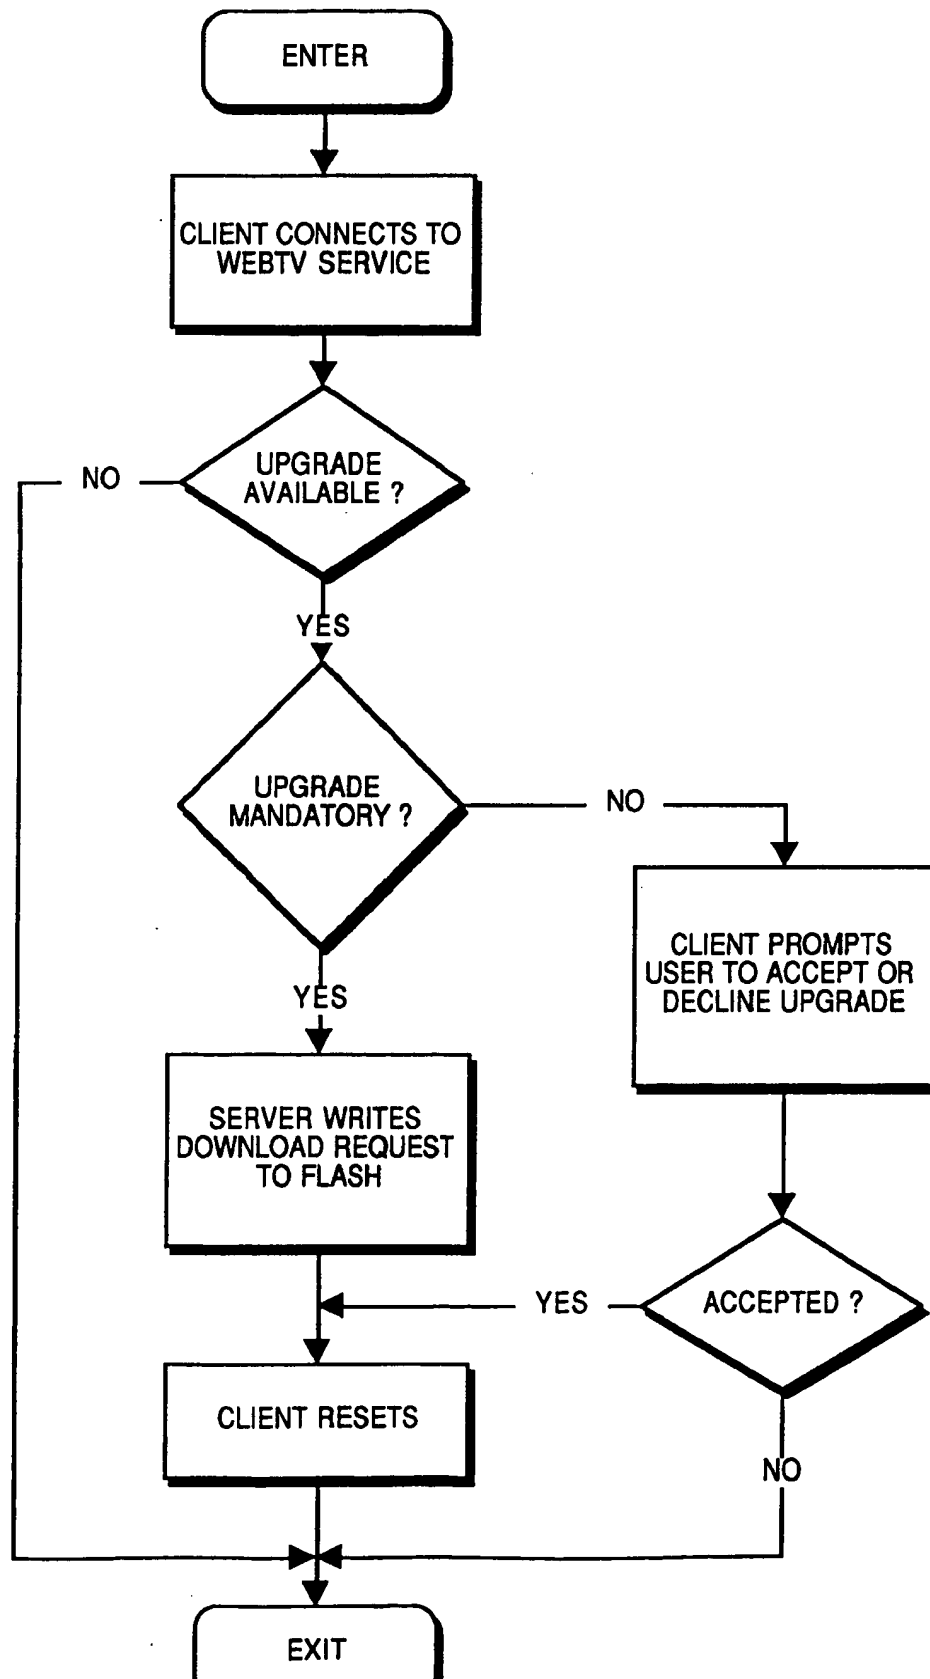 ENTER
CLIENT CONNECTS TO
WEBTV SERVICE
UPGRADE
AVAILABLE ?
NO
YES
UPGRADE
MANDATORY ?
NO
YES
CLIENT PROMPTS
USER TO ACCEPT OR
DECLINE UPGRADE
SERVER WRITES
DOWNLOAD REQUEST
TO FLASH
YES
ACCEPTED ?
CLIENT RESETS
NO
EXIT